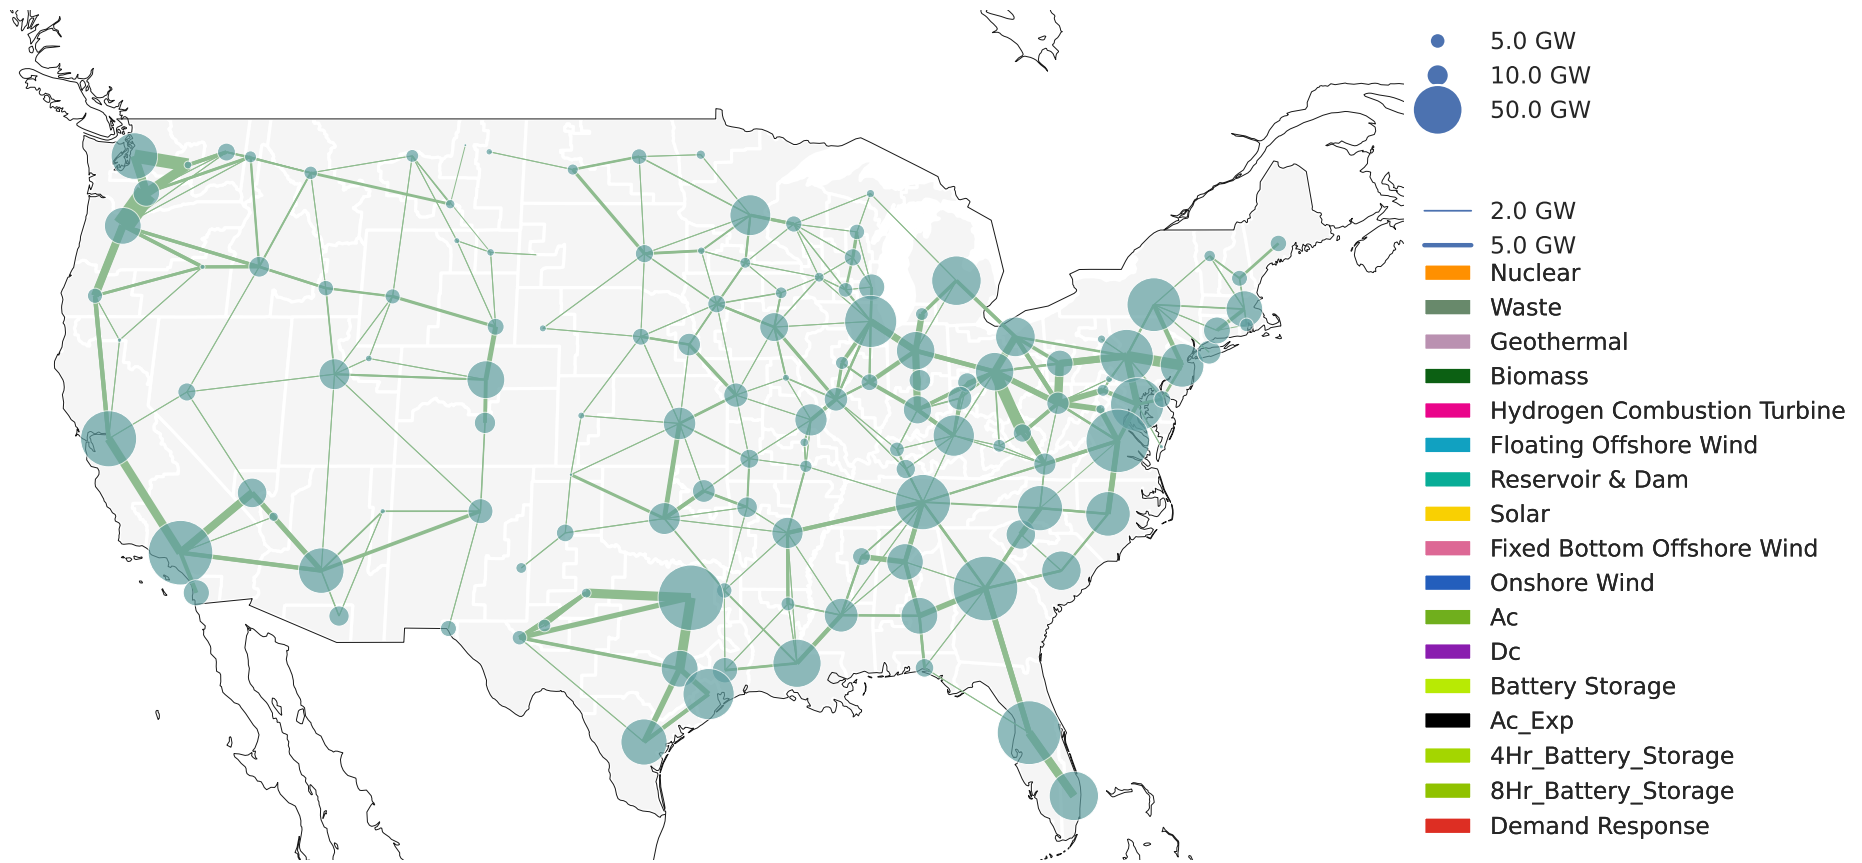 5.0 GW
10.0 GW
50.0 GW
2.0 GW
5.0 GW
Nuclear
Waste
Geothermal
Biomass
Hydrogen Combustion Turbine
Floating Offshore Wind
Reservoir & Dam
Solar
Fixed Bottom Offshore Wind
Onshore Wind
Ac
Dc
Battery Storage
Ac_Exp
4Hr_Battery_Storage
8Hr_Battery_Storage
Demand Response